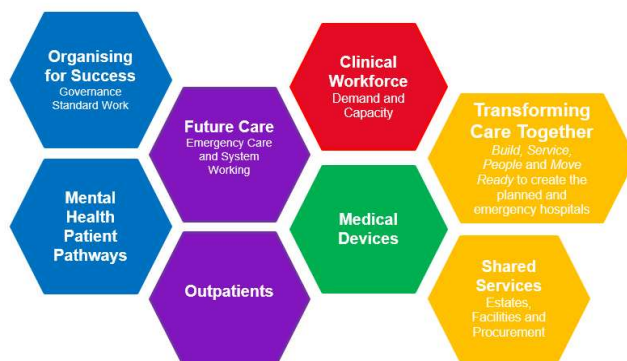 Organising
for Success
Governance
Standard Work
Mental
Health
Patient
Pathways
Future Care
Emergency Care
and System
Working
Outpatients
Clinical
Workforce
Demand and
Capacity
Medical
Devices
Transforming
Care Together
Build, Service,
People and Move
Ready to create the
planned and
emergency hospitals
Shared
Services
Estates,
Facilities and
Procurement